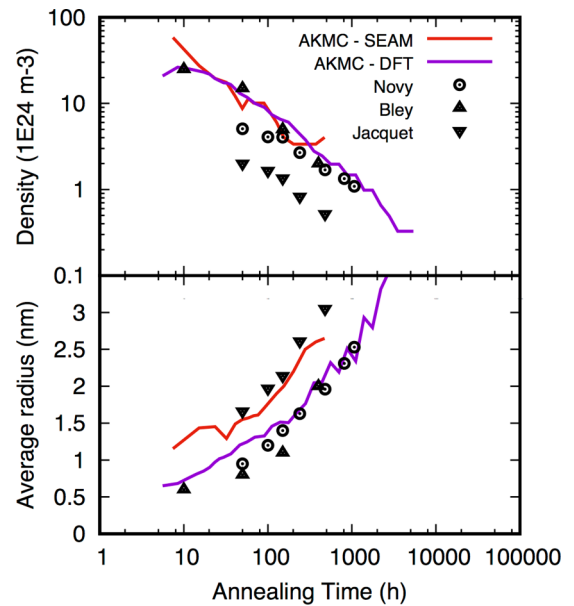 100
10
1
0.1
Density (1E24 m-3)
AKMC - SEAM
AKMC - DFT
Novy
Bley
Jacquet
3
2.5
2
1.5
1
0.5
0
Average radius (nm)
1 10 100 1000 10000 100000
Annealing Time (h)